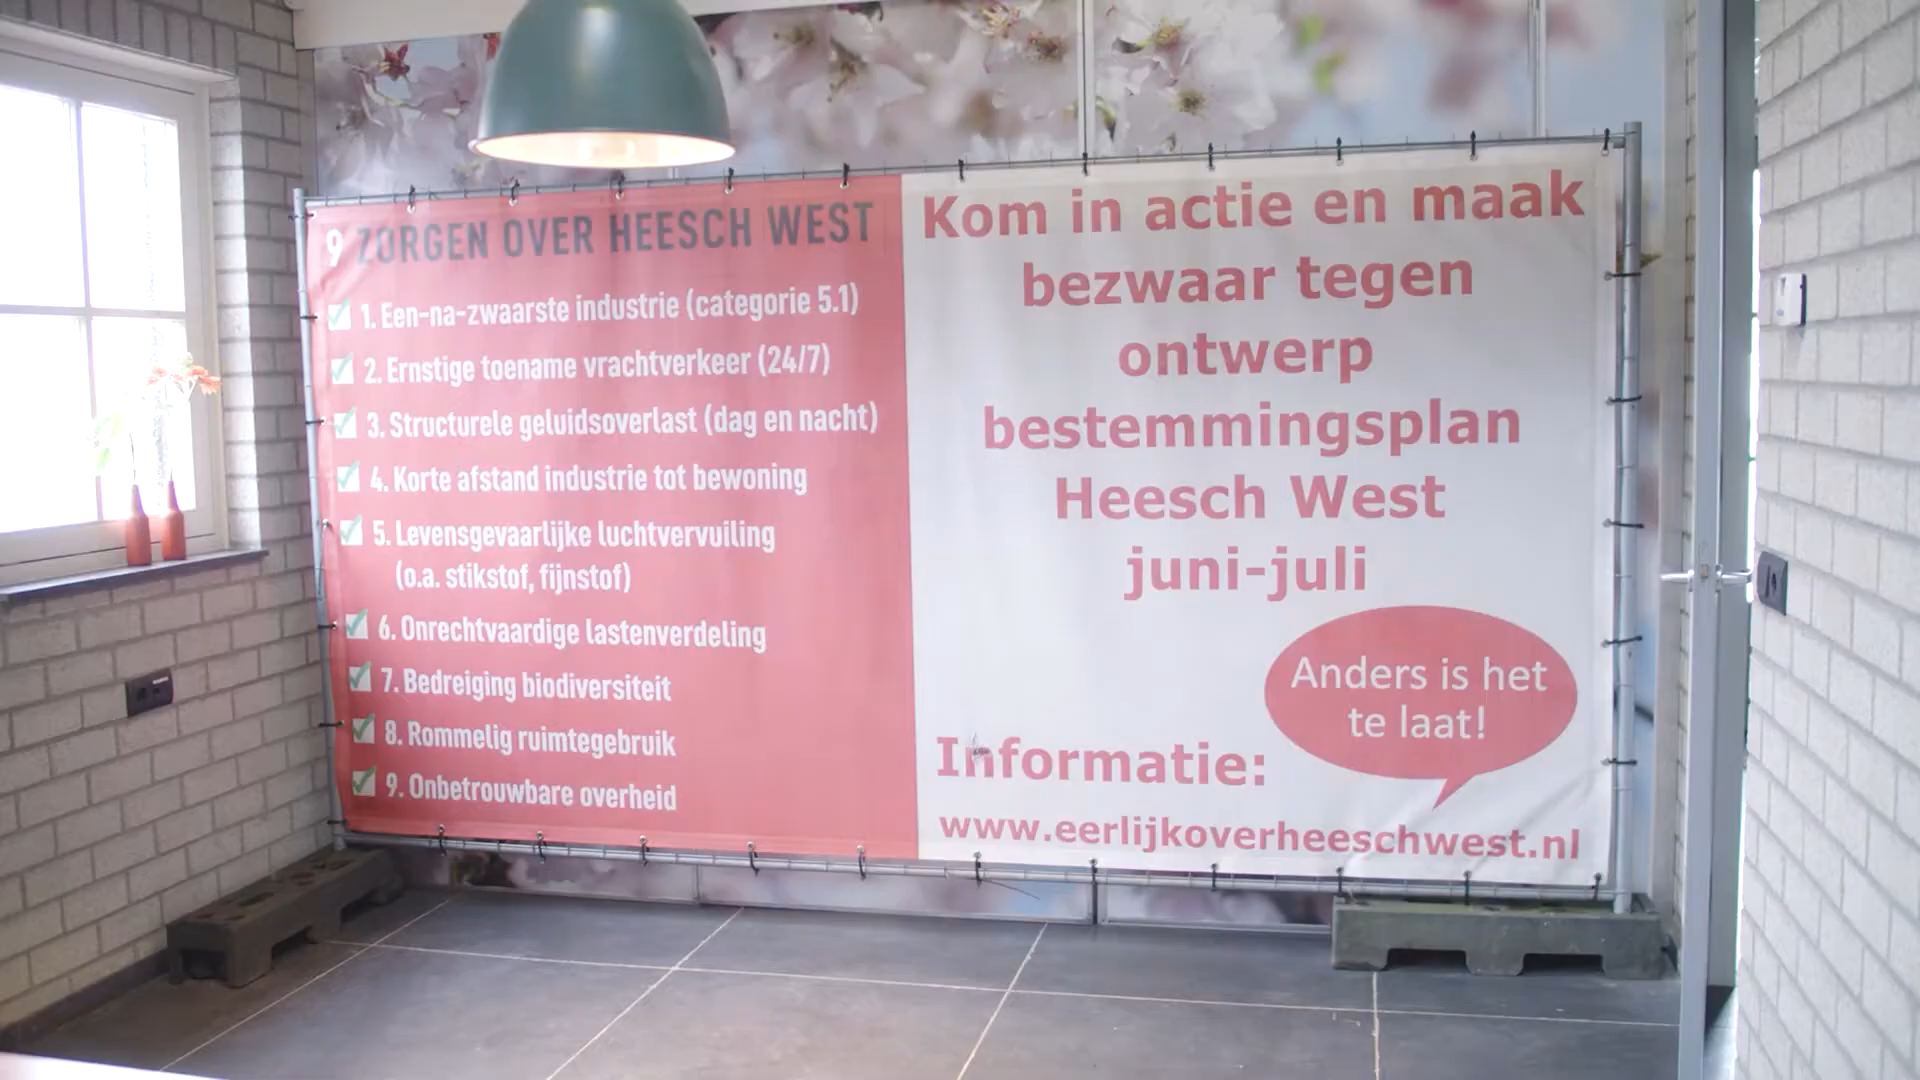 9 ZORGEN OVER HEESCH WEST
1. Een-na-zwaarste industrie (categorie 5.1)
2. Ernstige toename vrachtverkeer (24/7)
3. Structurele geluidsoverlast (dag en nacht)
4. Korte afstand industrie tot bewoning
5. Levensgevaarlijke luchtvervuiling
(o.a. stikstof, fijnstof)
6. Onrechtvaardige lastenverdeling
7. Bedreiging biodiversiteit
8. Rommelig ruimtegebruik
9. Onbetrouwbare overheid
Kom in actie en maak
bezwaar tegen
ontwerp
bestemmingsplan
Heesch West
juni-juli
Anders is het
te laat!
Informatie:
www.eerlijkoverheeschwest.nl